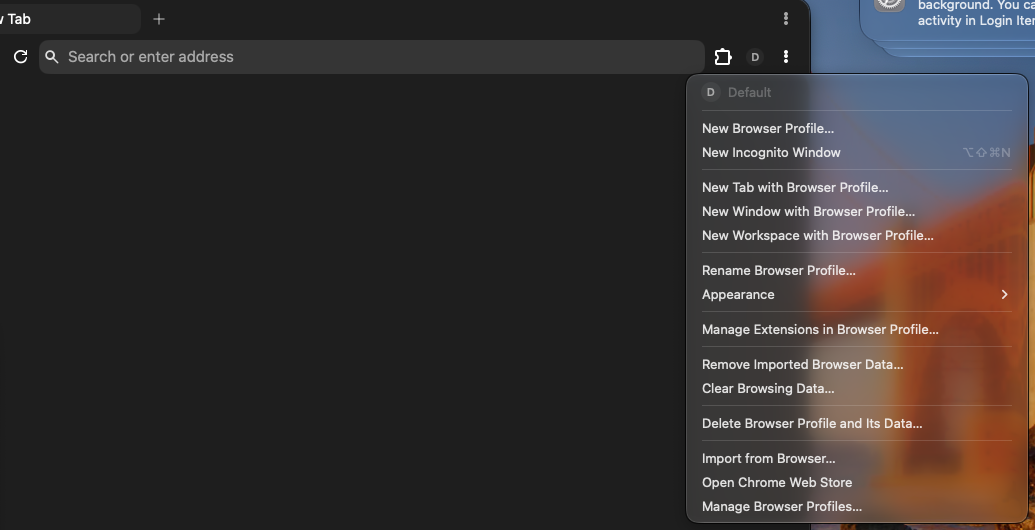 w Tab
background. You ca
activity in Login Iter
Search or enter address
D
D Default
New Browser Profile...
New Incognito Window ⌥⇧⌘N
New Tab with Browser Profile...
New Window with Browser Profile...
New Workspace with Browser Profile...
Rename Browser Profile...
Appearance
Manage Extensions in Browser Profile...
Remove Imported Browser Data...
Clear Browsing Data...
Delete Browser Profile and Its Data...
Import from Browser...
Open Chrome Web Store
Manage Browser Profiles...